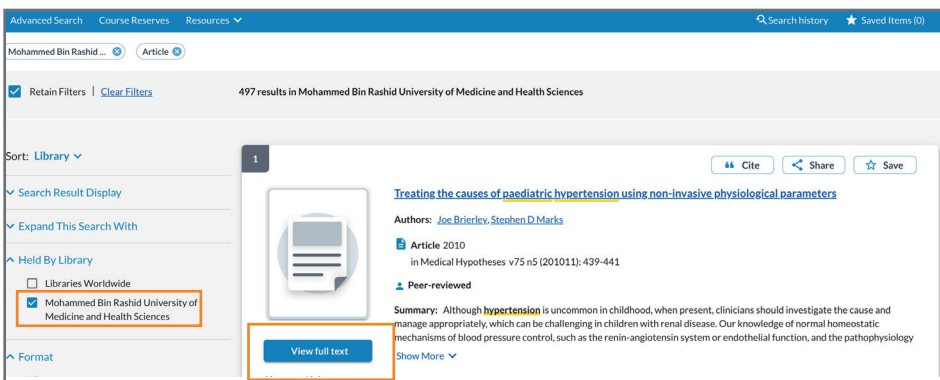 Advanced Search Course Reserves Resources
Search history Saved Items (0)
Mohammed Bin Rashid ... Article
Retain Filters | Clear Filters
497 results in Mohammed Bin Rashid University of Medicine and Health Sciences
Sort: Library
Search Result Display
Expand This Search With
Held By Library
Libraries Worldwide
Mohammed Bin Rashid University of
Medicine and Health Sciences
Format
1
Cite Share Save
Treating the causes of paediatric hypertension using non-invasive physiological parameters
Authors: Joe Brierley, Stephen D Marks
Article 2010
in Medical Hypotheses v75 n5 (201011): 439-441
Peer-reviewed
Summary: Although hypertension is uncommon in childhood, when present, clinicians should investigate the cause and
manage appropriately, which can be challenging in children with renal disease. Our knowledge of normal homeostatic
mechanisms of blood pressure control, such as the renin-angiotensin system or endothelial function, and the pathophysiology
Show More
View full text